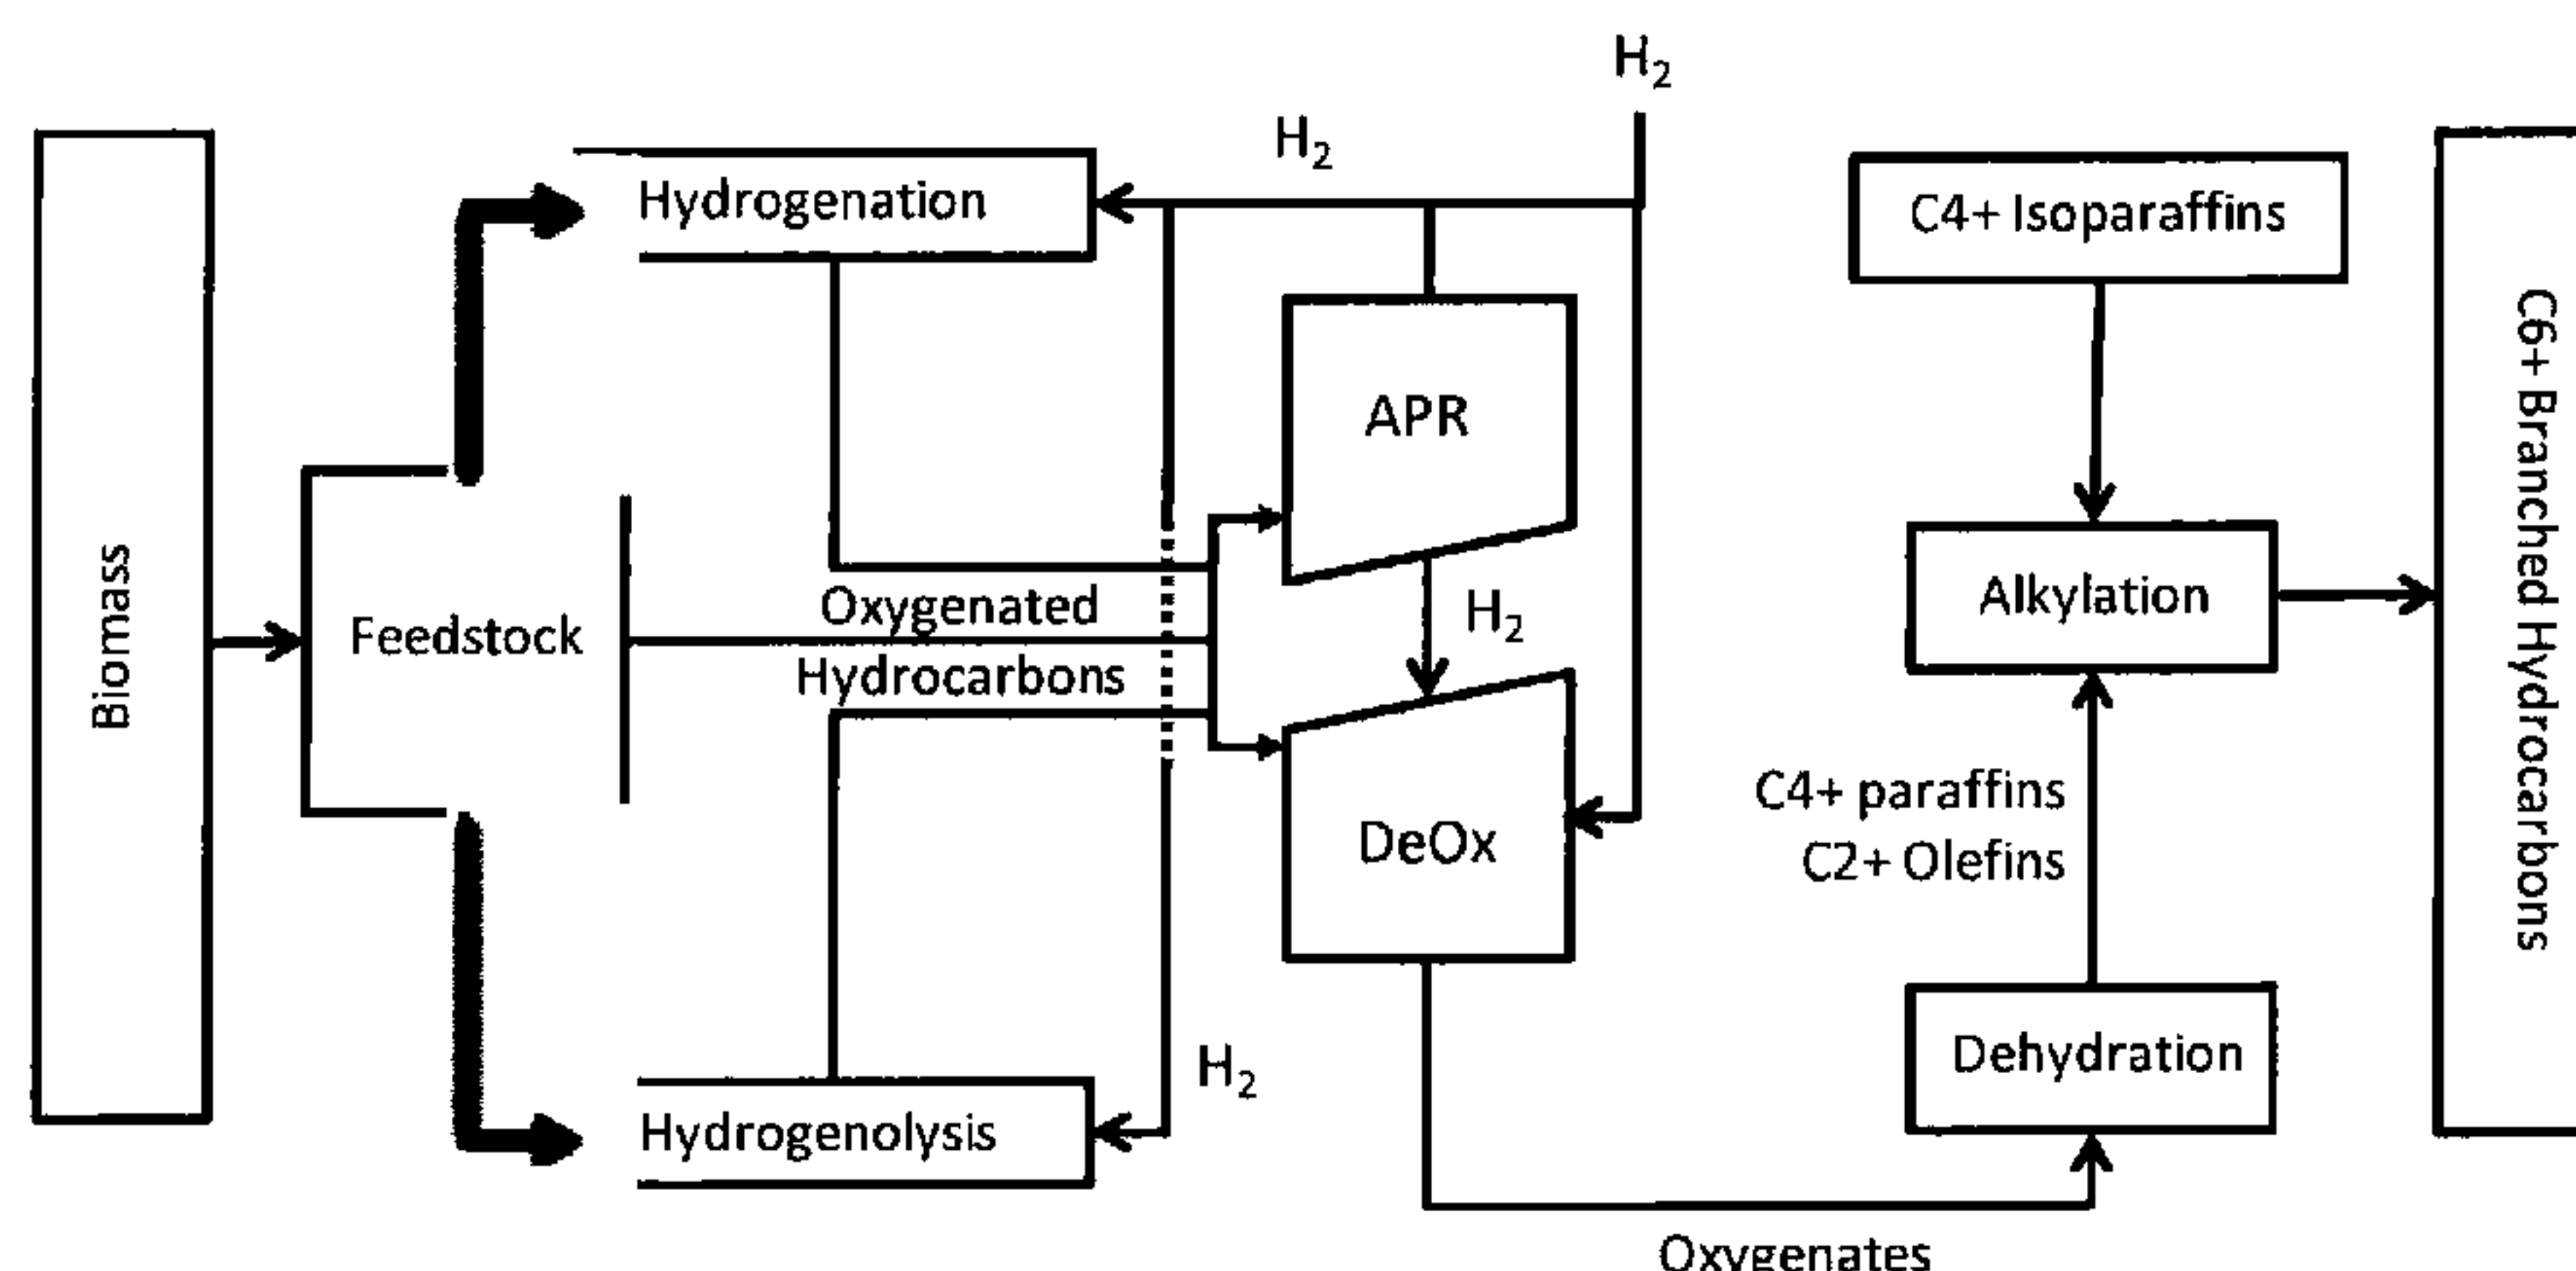 H₂
H₂
Hydrogenation
C4+ Isoparaffins
APR
Biomass
Feedstock
Oxygenated
Hydrocarbons
H₂
Alkylation
C6+ Branched Hydrocarbons
C4+ paraffins
C2+ Olefins
DeOx
H₂
Hydrogenolysis
Dehydration
Oxygenates